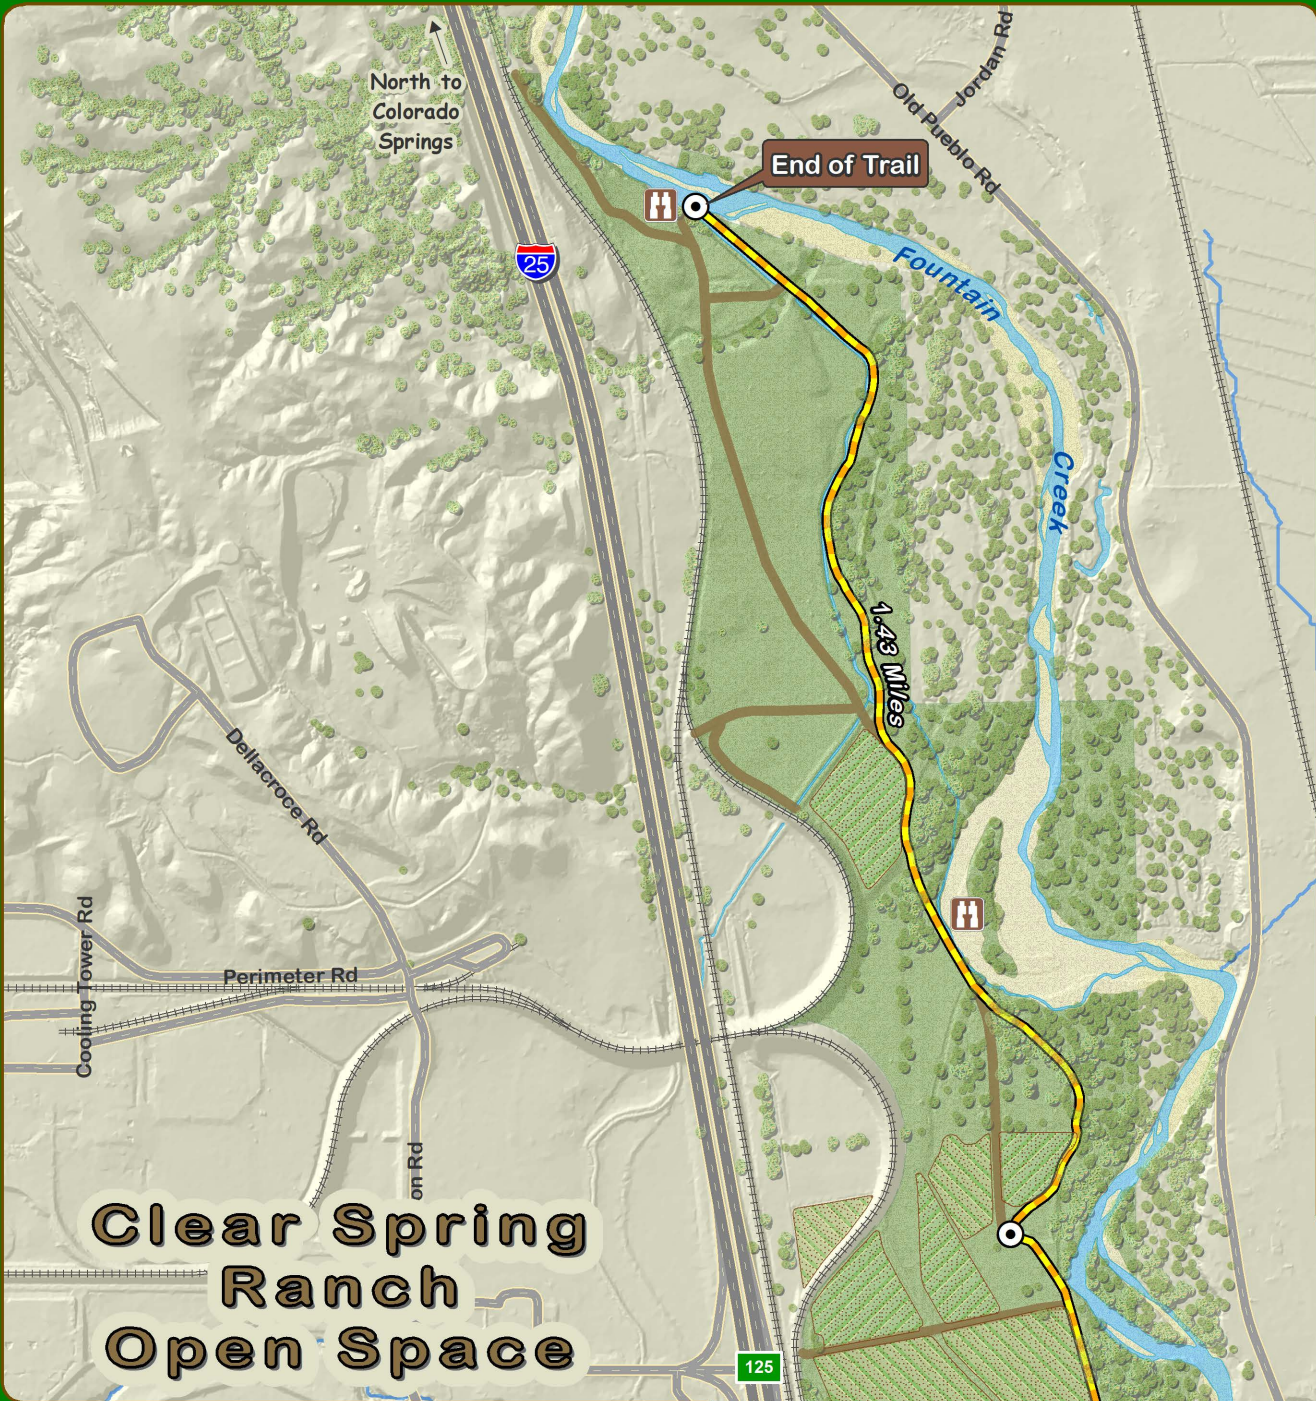 North to
Colorado
Springs
Jordan Rd
Old Pueblo Rd
End of Trail
25
Fountain
Creek
1.43 Miles
Dellacroce Rd
Cooling Tower Rd
Perimeter Rd
on Rd
Clear Spring
Ranch
Open Space
125